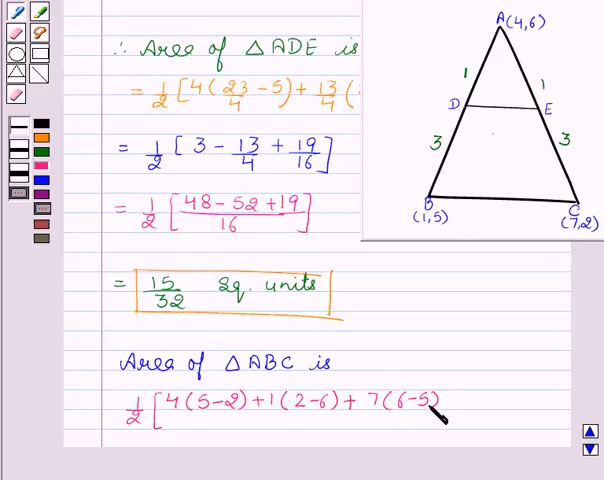 ∴ Area of △ ADE is
= 1/2 [ 4 ( 23/4 - 5 ) + 13/4 (
= 1/2 [ 3 - 13/4 + 19/16 ]
= 1/2 [ 48 - 52 + 19 / 16 ]
= 15/32 sq. units
Area of △ ABC is
1/2 [ 4 ( 5 - 2 ) + 1 ( 2 - 6 ) + 7 ( 6 - 5 )
A (4,6)
1 1
D E
3 3
B C
(1,5) (7,2)